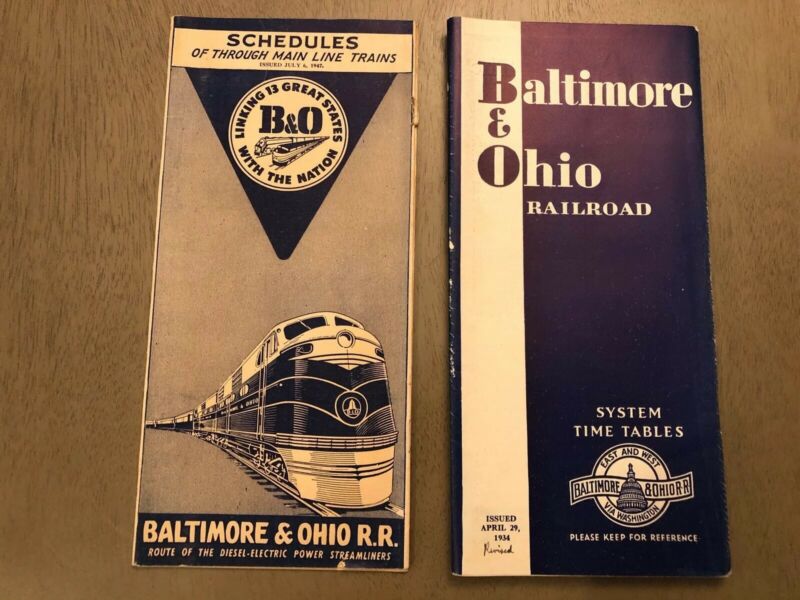 SCHEDULES
OF THROUGH MAIN LINE TRAINS
ISSUED JULY 6, 1947.
LINKING 13 GREAT STATES
B&O
WITH THE NATION
BALTIMORE & OHIO R.R.
ROUTE OF THE DIESEL-ELECTRIC POWER STREAMLINERS
Baltimore
&
Ohio
RAILROAD
SYSTEM
TIME TABLES
EAST AND WEST
BALTIMORE & OHIO R-R
VIA WASHINGTON
PLEASE KEEP FOR REFERENCE
ISSUED
APRIL 29,
1934
Revised